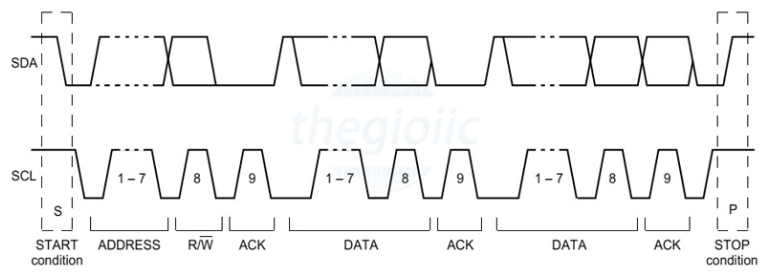 SDA
thegioiic
SCL
1 – 7 8 9 1 – 7 8 9 1 – 7 8 9
S P
START condition ADDRESS R/W̅ ACK DATA ACK DATA ACK STOP condition